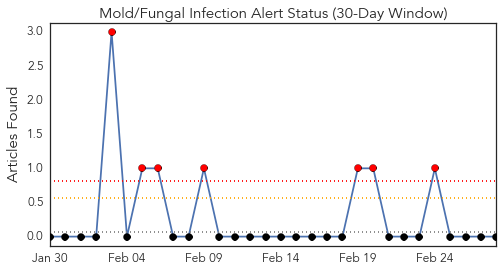 Mold/Fungal Infection Alert Status (30-Day Window)
Articles Found
3.0
2.5
2.0
1.5
1.0
0.5
0.0
Jan 30 Feb 04 Feb 09 Feb 14 Feb 19 Feb 24